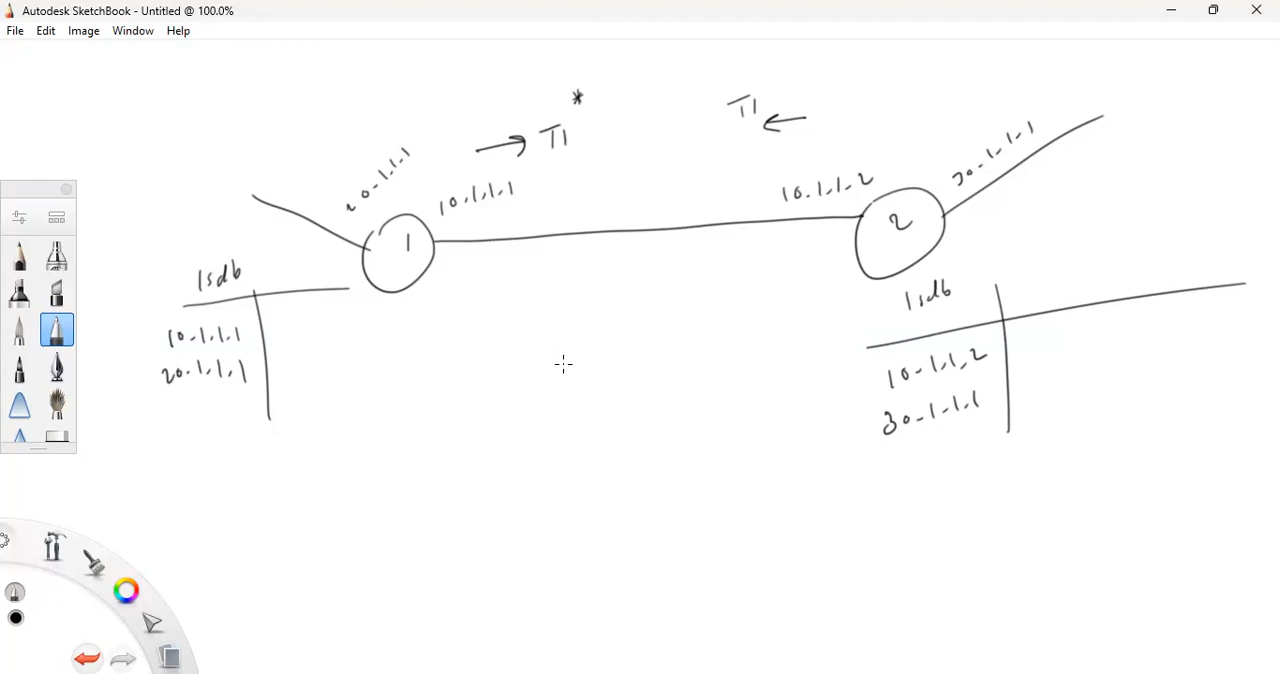 Autodesk SketchBook - Untitled @ 100.0%
File Edit Image Window Help
T1 *
T1
20.1.1.1
10.1.1.1
10.1.1.2
30.1.1.1
1
2
lsdb
10.1.1.1
20.1.1.1
lsdb
10.1.1.2
30.1.1.1